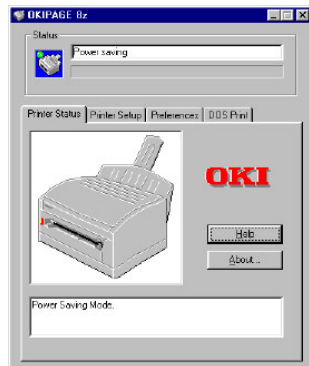 OKIPAGE 8z
Status
Power saving
Printer Status
Printer Setup
Preferences
DOS Print
OKI
Help
About...
Power Saving Mode.